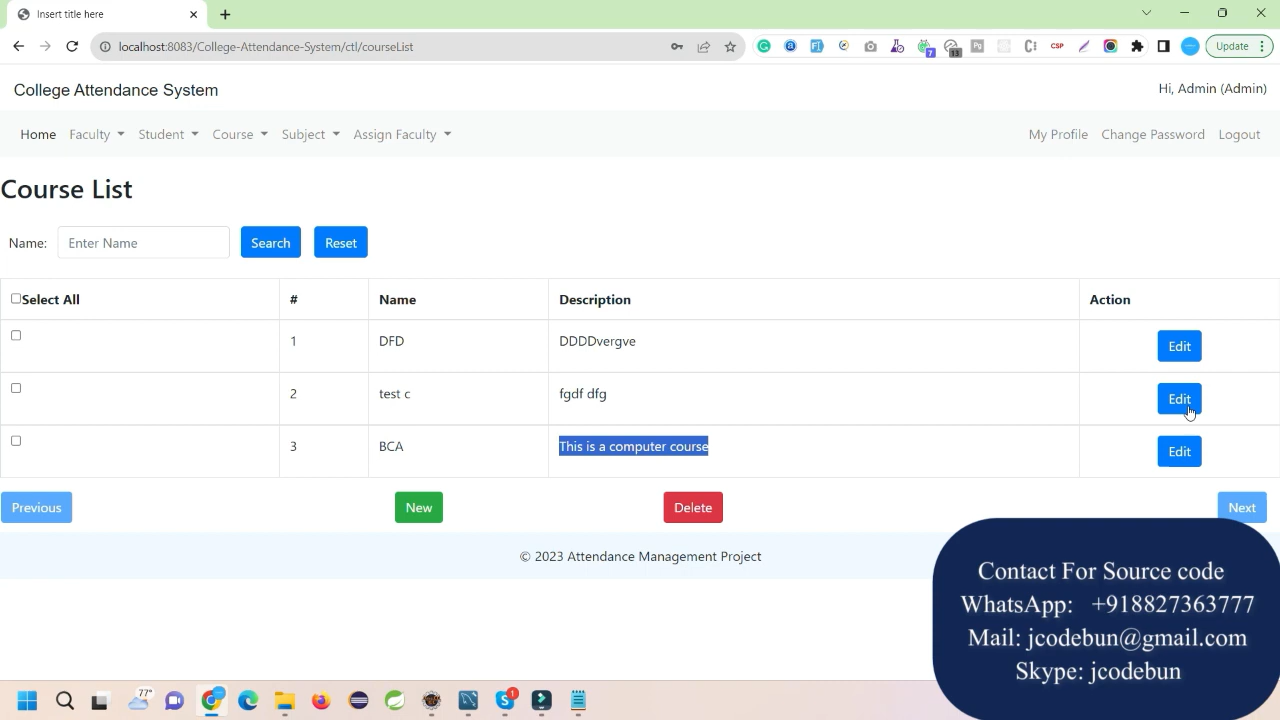 Insert title here
localhost:8083/College-Attendance-System/ctl/courseList
Update
College Attendance System
Hi, Admin (Admin)
Home Faculty Student Course Subject Assign Faculty My Profile Change Password Logout
Course List
Name: Enter Name Search Reset
Select All # Name Description Action
1 DFD DDDDvergve Edit
2 test c fgdf dfg Edit
3 BCA This is a computer course Edit
Previous New Delete Next
© 2023 Attendance Management Project
Contact For Source code
WhatsApp: +918827363777
Mail: jcodebun@gmail.com
Skype: jcodebun
77°